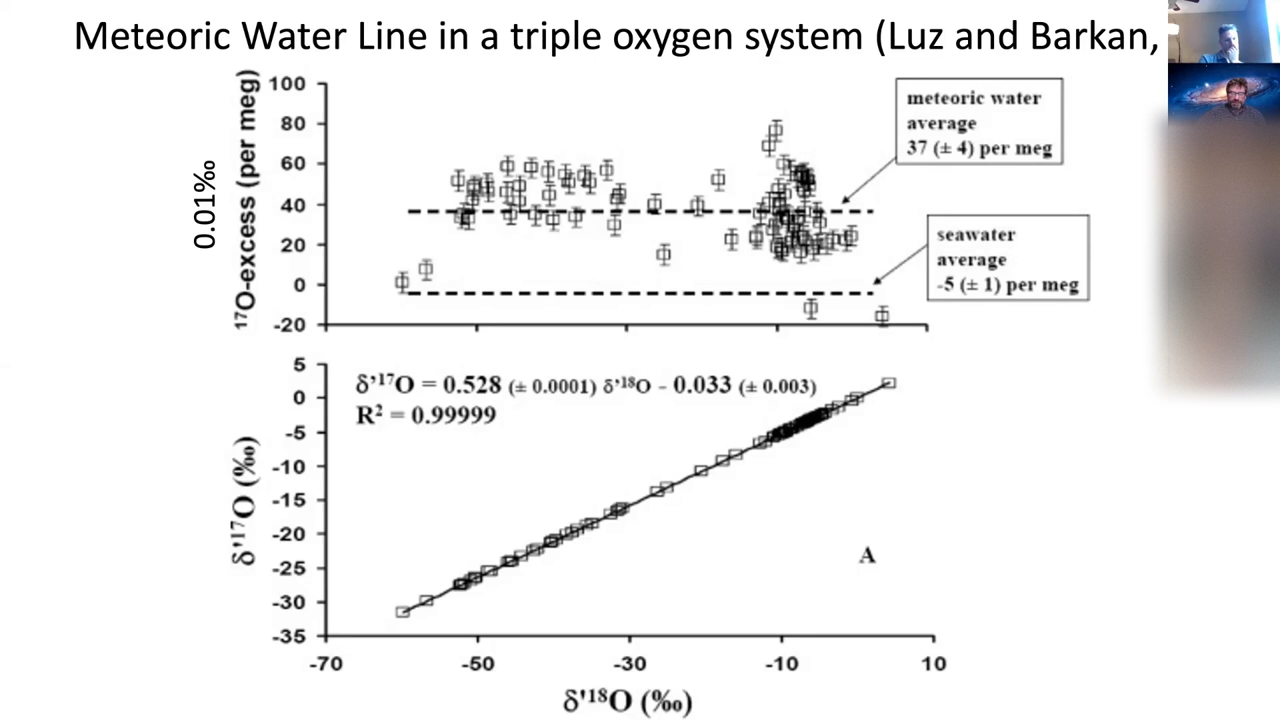 Meteoric Water Line in a triple oxygen system (Luz and Barkan,
0.01‰
¹⁷O-excess (per meg)
100
80
60
40
20
0
-20
meteoric water
average
37 (± 4) per meg
seawater
average
-5 (± 1) per meg
δ'¹⁷O (‰)
5
0
-5
-10
-15
-20
-25
-30
-35
δ'¹⁷O = 0.528 (± 0.0001) δ'¹⁸O - 0.033 (± 0.003)
R² = 0.99999
A
-70 -50 -30 -10 10
δ'¹⁸O (‰)